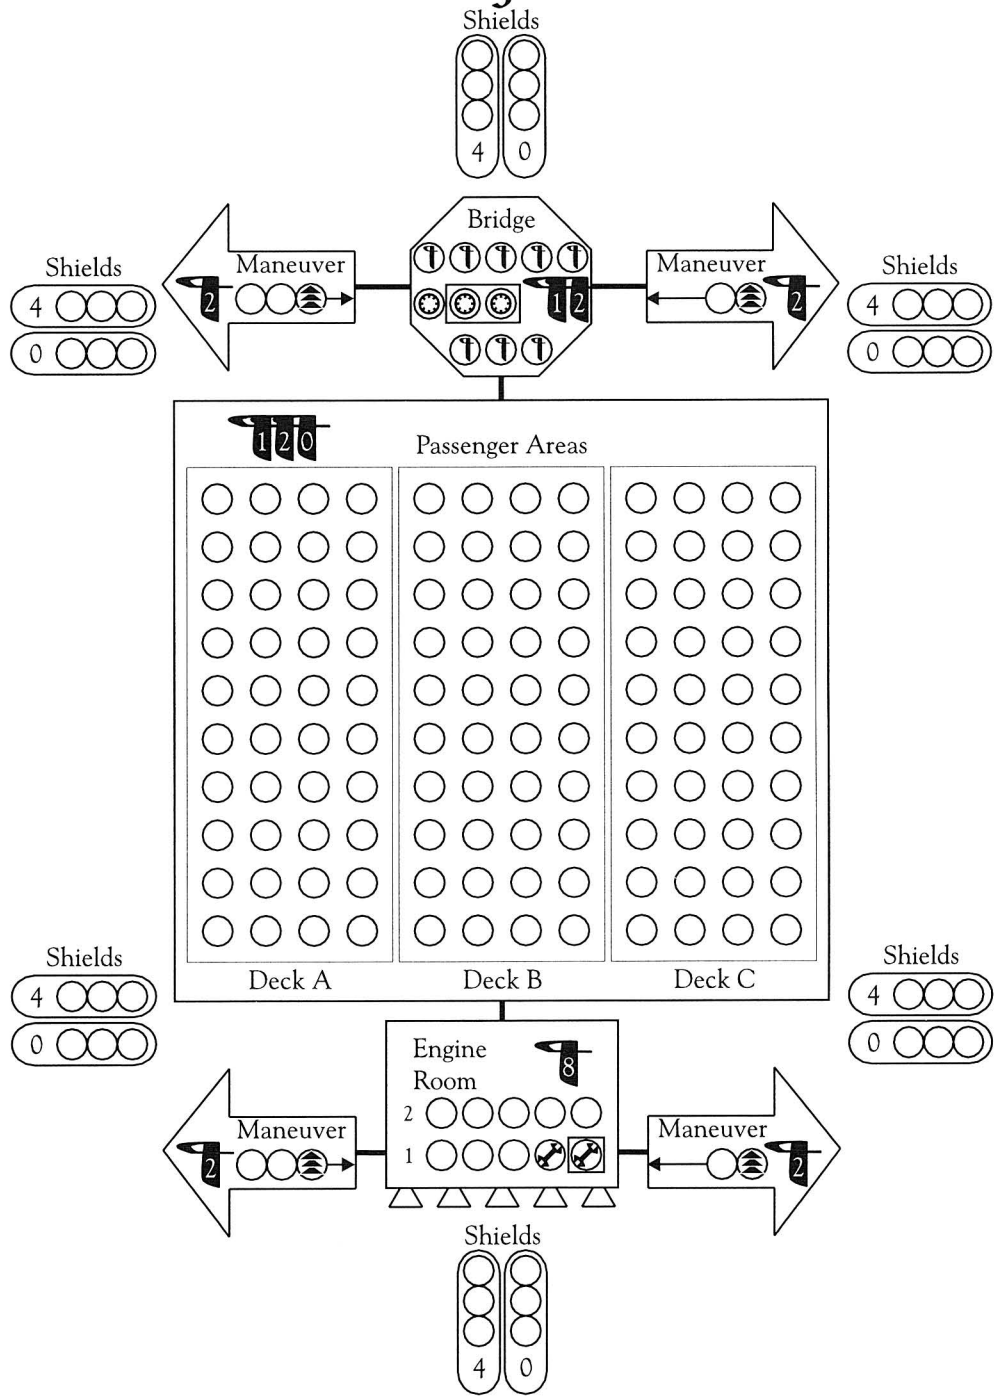 Shields
4 0
Bridge
Shields
4
0
2
Maneuver
12
Maneuver
2
Shields
4
0
120
Passenger Areas
Deck A
Deck B
Deck C
Shields
4
0
Shields
4
0
Engine
Room
8
2
1
2
Maneuver
Maneuver
2
Shields
4 0